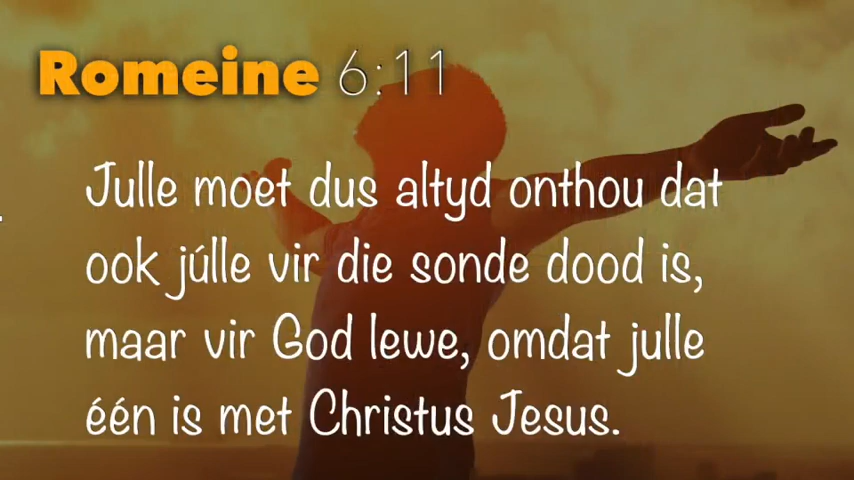 Romeine 6:11
Julle moet dus altyd onthou dat
ook júlle vir die sonde dood is,
maar vir God lewe, omdat julle
één is met Christus Jesus.